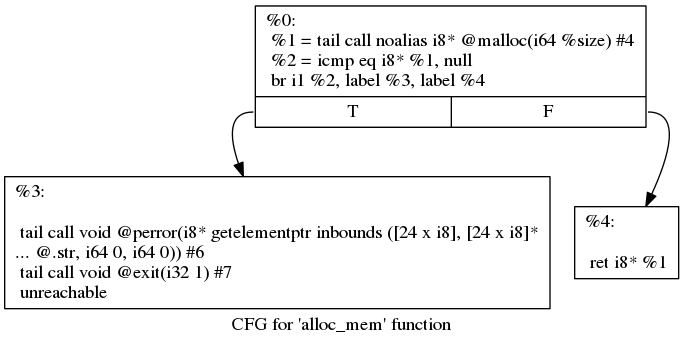 %0:
%1 = tail call noalias i8* @malloc(i64 %size) #4
%2 = icmp eq i8* %1, null
br i1 %2, label %3, label %4
T F
%3:
tail call void @perror(i8* getelementptr inbounds ([24 x i8], [24 x i8]*
... @.str, i64 0, i64 0)) #6
tail call void @exit(i32 1) #7
unreachable
%4:
ret i8* %1
CFG for 'alloc_mem' function